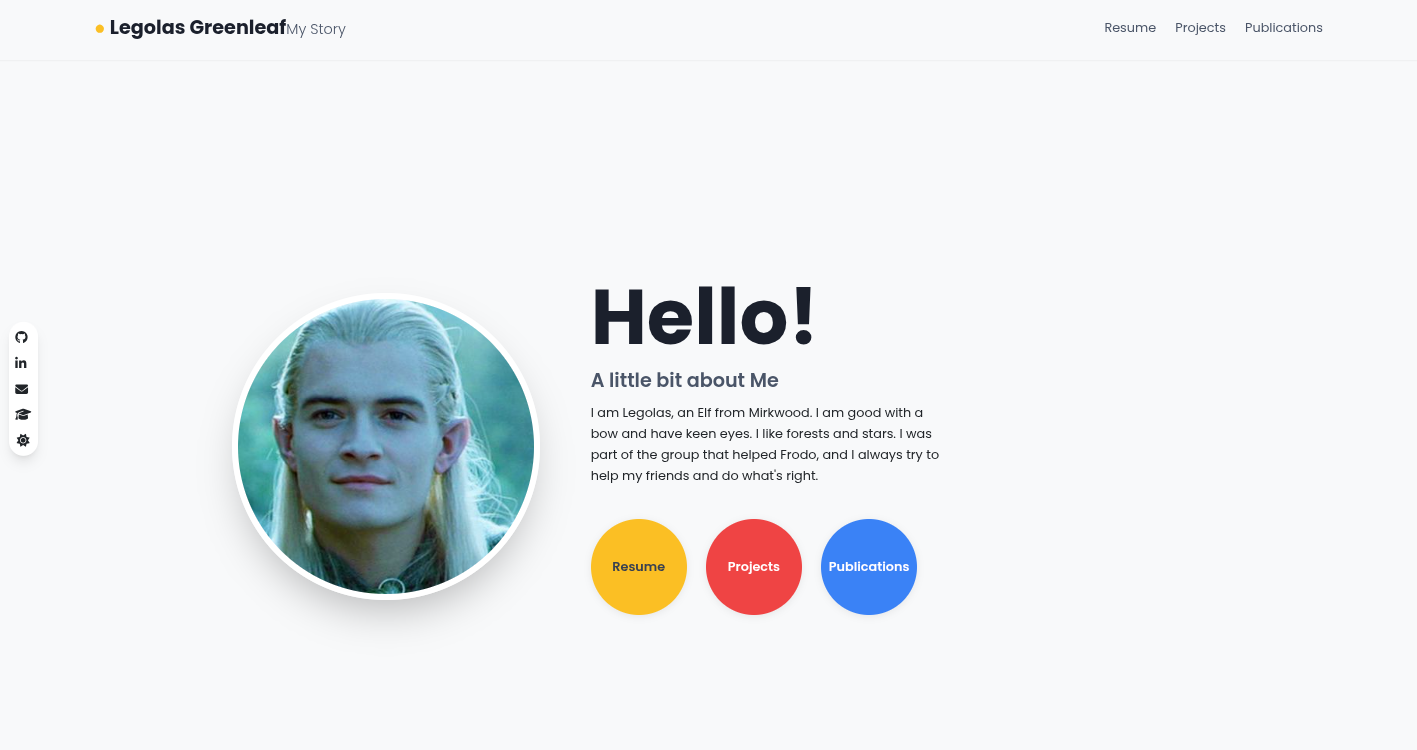 Legolas Greenleaf My Story
Resume Projects Publications
Hello!
A little bit about Me
I am Legolas, an Elf from Mirkwood. I am good with a
bow and have keen eyes. I like forests and stars. I was
part of the group that helped Frodo, and I always try to
help my friends and do what's right.
Resume Projects Publications